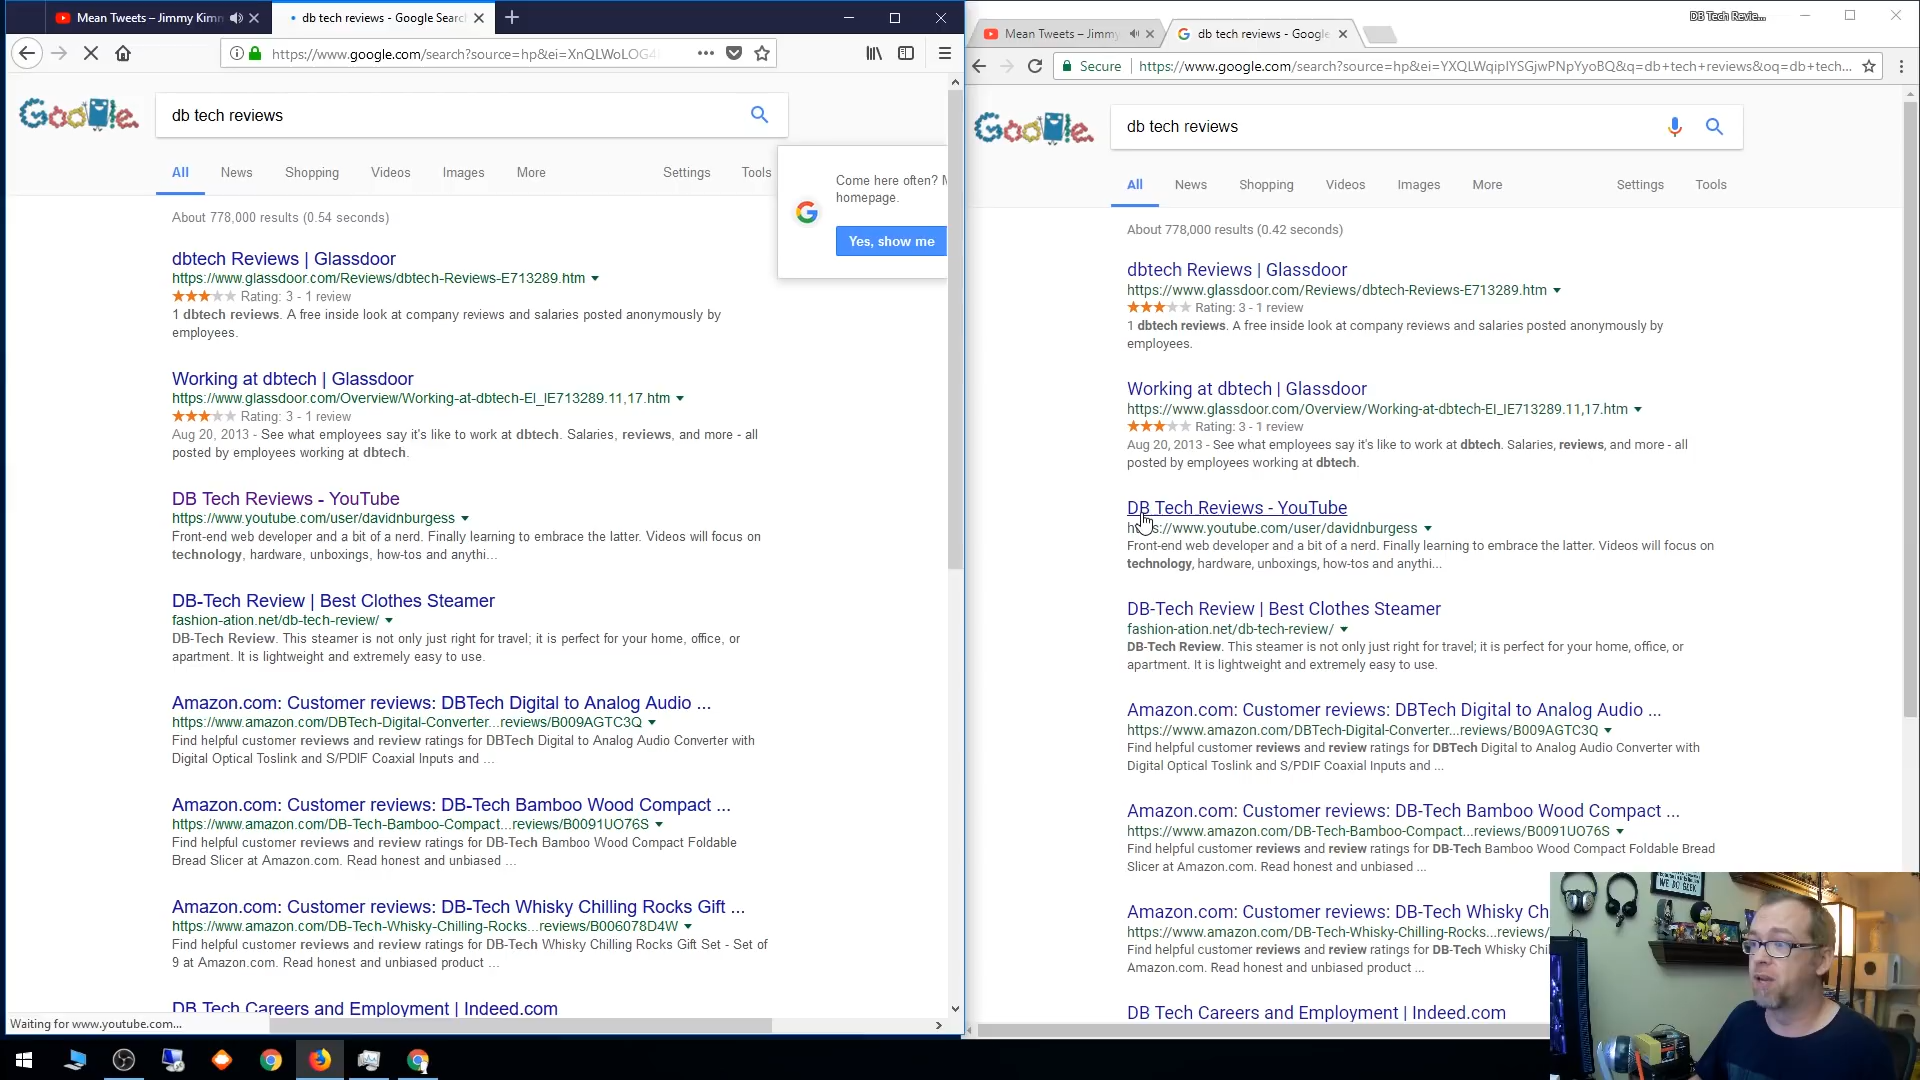 Mean Tweets – Jimmy Kimm
db tech reviews - Google Searc
https://www.google.com/search?source=hp&ei=XnQLWoLOG4
Google
db tech reviews
All News Shopping Videos Images More Settings Tools
Come here often? M
homepage.
Yes, show me
About 778,000 results (0.54 seconds)
dbtech Reviews | Glassdoor
https://www.glassdoor.com/Reviews/dbtech-Reviews-E713289.htm
Rating: 3 - 1 review
1 dbtech reviews. A free inside look at company reviews and salaries posted anonymously by
employees.
Working at dbtech | Glassdoor
https://www.glassdoor.com/Overview/Working-at-dbtech-EI_IE713289.11,17.htm
Rating: 3 - 1 review
Aug 20, 2013 - See what employees say it's like to work at dbtech. Salaries, reviews, and more - all
posted by employees working at dbtech.
DB Tech Reviews - YouTube
https://www.youtube.com/user/davidnburgess
Front-end web developer and a bit of a nerd. Finally learning to embrace the latter. Videos will focus on
technology, hardware, unboxings, how-tos and anythi...
DB-Tech Review | Best Clothes Steamer
fashion-ation.net/db-tech-review/
DB-Tech Review. This steamer is not only just right for travel; it is perfect for your home, office, or
apartment. It is lightweight and extremely easy to use.
Amazon.com: Customer reviews: DBTech Digital to Analog Audio ...
https://www.amazon.com/DBTech-Digital-Converter...reviews/B009AGTC3Q
Find helpful customer reviews and review ratings for DBTech Digital to Analog Audio Converter with
Digital Optical Toslink and S/PDIF Coaxial Inputs and ...
Amazon.com: Customer reviews: DB-Tech Bamboo Wood Compact ...
https://www.amazon.com/DB-Tech-Bamboo-Compact...reviews/B0091UO76S
Find helpful customer reviews and review ratings for DB-Tech Bamboo Wood Compact Foldable
Bread Slicer at Amazon.com. Read honest and unbiased ...
Amazon.com: Customer reviews: DB-Tech Whisky Chilling Rocks Gift ...
https://www.amazon.com/DB-Tech-Whisky-Chilling-Rocks...reviews/B006078D4W
Find helpful customer reviews and review ratings for DB-Tech Whisky Chilling Rocks Gift Set - Set of
9 at Amazon.com. Read honest and unbiased product ...
DB Tech Careers and Employment | Indeed.com
Waiting for www.youtube.com...
DB Tech Revie...
Mean Tweets – Jimmy
db tech reviews - Google
Secure https://www.google.com/search?source=hp&ei=YXQLWqipIYSGjwPNpYyoBQ&q=db+tech+reviews&oq=db+tech...
Google
db tech reviews
All News Shopping Videos Images More Settings Tools
About 778,000 results (0.42 seconds)
dbtech Reviews | Glassdoor
https://www.glassdoor.com/Reviews/dbtech-Reviews-E713289.htm
Rating: 3 - 1 review
1 dbtech reviews. A free inside look at company reviews and salaries posted anonymously by
employees.
Working at dbtech | Glassdoor
https://www.glassdoor.com/Overview/Working-at-dbtech-EI_IE713289.11,17.htm
Rating: 3 - 1 review
Aug 20, 2013 - See what employees say it's like to work at dbtech. Salaries, reviews, and more - all
posted by employees working at dbtech.
DB Tech Reviews - YouTube
https://www.youtube.com/user/davidnburgess
Front-end web developer and a bit of a nerd. Finally learning to embrace the latter. Videos will focus on
technology, hardware, unboxings, how-tos and anythi...
DB-Tech Review | Best Clothes Steamer
fashion-ation.net/db-tech-review/
DB-Tech Review. This steamer is not only just right for travel; it is perfect for your home, office, or
apartment. It is lightweight and extremely easy to use.
Amazon.com: Customer reviews: DBTech Digital to Analog Audio ...
https://www.amazon.com/DBTech-Digital-Converter...reviews/B009AGTC3Q
Find helpful customer reviews and review ratings for DBTech Digital to Analog Audio Converter with
Digital Optical Toslink and S/PDIF Coaxial Inputs and ...
Amazon.com: Customer reviews: DB-Tech Bamboo Wood Compact ...
https://www.amazon.com/DB-Tech-Bamboo-Compact...reviews/B0091UO76S
Find helpful customer reviews and review ratings for DB-Tech Bamboo Wood Compact Foldable Bread
Slicer at Amazon.com. Read honest and unbiased ...
Amazon.com: Customer reviews: DB-Tech Whisky Ch
https://www.amazon.com/DB-Tech-Whisky-Chilling-Rocks...reviews/
Find helpful customer reviews and review ratings for DB-Tech Whisky Chi
Amazon.com. Read honest and unbiased product ...
DB Tech Careers and Employment | Indeed.com
WE DO GEEK